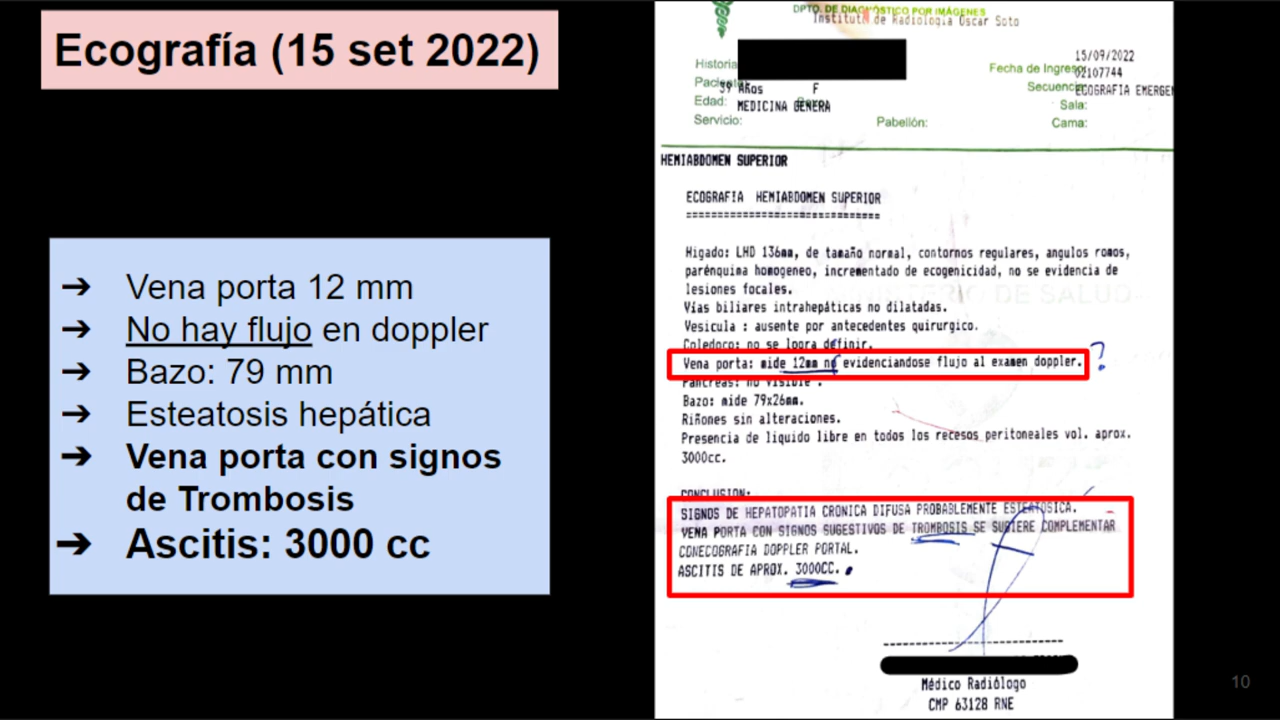 Ecografía (15 set 2022)
➔ Vena porta 12 mm
➔ No hay flujo en doppler
➔ Bazo: 79 mm
➔ Esteatosis hepática
➔ Vena porta con signos
de Trombosis
➔ Ascitis: 3000 cc
DPTO. DE DIAGNÓSTICO POR IMÁGENES
Instituto de Radiología Oscar Soto
15/09/2022
Historia
Fecha de Ingreso:
02107744
Paciente
39 Años F
Secuencia
ECOGRAFIA EMERGEN
Edad:
MEDICINA GENERA
Sala:
Servicio:
Pabellón:
Cama:
HEMIABDOMEN SUPERIOR
ECOGRAFIA HEMIABDOMEN SUPERIOR
==============================
Higado: LHD 136mm, de tamaño normal, contornos regulares, angulos romos,
parénquima homogeneo, incrementado de ecogenicidad, no se evidencia de
lesiones focales.
MINISTERIO DE SALUD
Vías biliares intrahepáticas no dilatadas.
Vesicula : ausente por antecedentes quirurgico.
Coledoco: no se logra definir.
Vena porta: mide 12mm no evidenciandose flujo al examen doppler. ?
Pancreas: no visible .
Bazo: mide 79x26mm.
Riñones sin alteraciones.
Presencia de liquido libre en todos los recesos peritoneales vol. aprox.
3000cc.
CONCLUSION:
SIGNOS DE HEPATOPATIA CRONICA DIFUSA PROBABLEMENTE ESTEATOSICA.
VENA PORTA CON SIGNOS SUGESTIVOS DE TROMBOSIS SE SUGIERE COMPLEMENTAR
CONECOGRAFIA DOPPLER PORTAL.
ASCITIS DE APROX. 3000CC.
Médico Radiólogo
CMP 63128 RNE
10